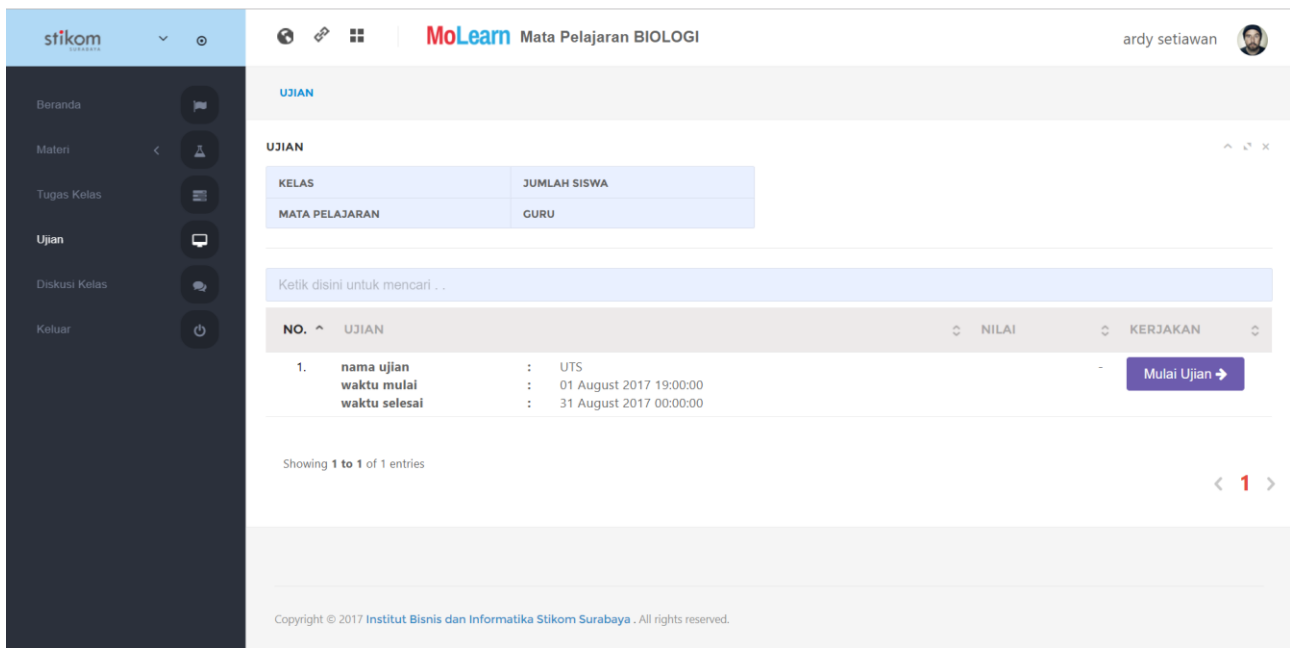 stikom
SURABAYA
MoLearn Mata Pelajaran BIOLOGI
ardy setiawan
Beranda
Materi
Tugas Kelas
Ujian
Diskusi Kelas
Keluar
UJIAN
UJIAN
KELAS JUMLAH SISWA
MATA PELAJARAN GURU
Ketik disini untuk mencari . .
NO. UJIAN NILAI KERJAKAN
1. nama ujian : UTS - Mulai Ujian
waktu mulai : 01 August 2017 19:00:00
waktu selesai : 31 August 2017 00:00:00
Showing 1 to 1 of 1 entries
1
Copyright © 2017 Institut Bisnis dan Informatika Stikom Surabaya . All rights reserved.